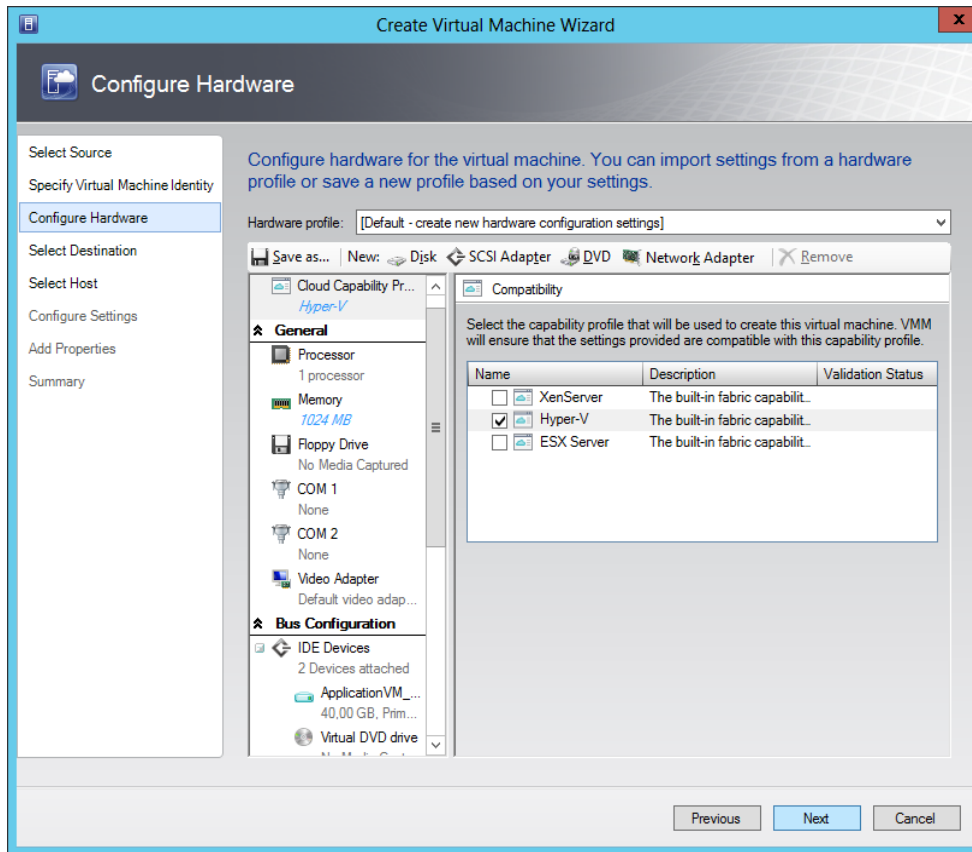 Create Virtual Machine Wizard
x
Configure Hardware
Select Source
Specify Virtual Machine Identity
Configure Hardware
Select Destination
Select Host
Configure Settings
Add Properties
Summary
Configure hardware for the virtual machine. You can import settings from a hardware
profile or save a new profile based on your settings.
Hardware profile: [Default - create new hardware configuration settings]
Save as... New: Disk SCSI Adapter DVD Network Adapter Remove
Cloud Capability Pr...
Hyper-V
General
Processor
1 processor
Memory
1024 MB
Floppy Drive
No Media Captured
COM 1
None
COM 2
None
Video Adapter
Default video adap...
Bus Configuration
IDE Devices
2 Devices attached
ApplicationVM_...
40,00 GB, Prim...
Virtual DVD drive
Compatibility
Select the capability profile that will be used to create this virtual machine. VMM
will ensure that the settings provided are compatible with this capability profile.
Name Description Validation Status
XenServer The built-in fabric capabilit...
Hyper-V The built-in fabric capabilit...
ESX Server The built-in fabric capabilit...
Previous Next Cancel